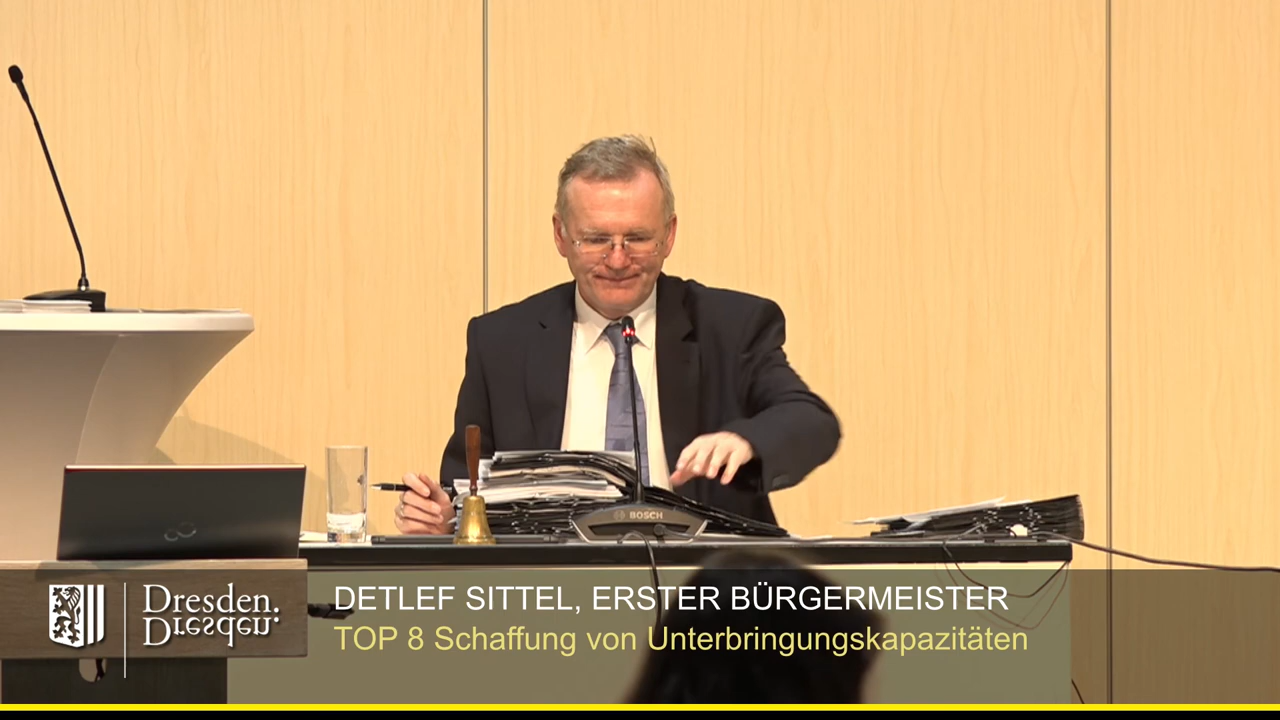 BOSCH
Dresden.
Dresden.
DETLEF SITTEL, ERSTER BÜRGERMEISTER
TOP 8 Schaffung von Unterbringungskapazitäten